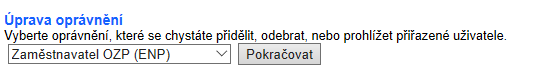 Úprava oprávnění
Vyberte oprávnění, které se chystáte přidělit, odebrat, nebo prohlížet přiřazené uživatele.
Zaměstnavatel OZP (ENP) Pokračovat